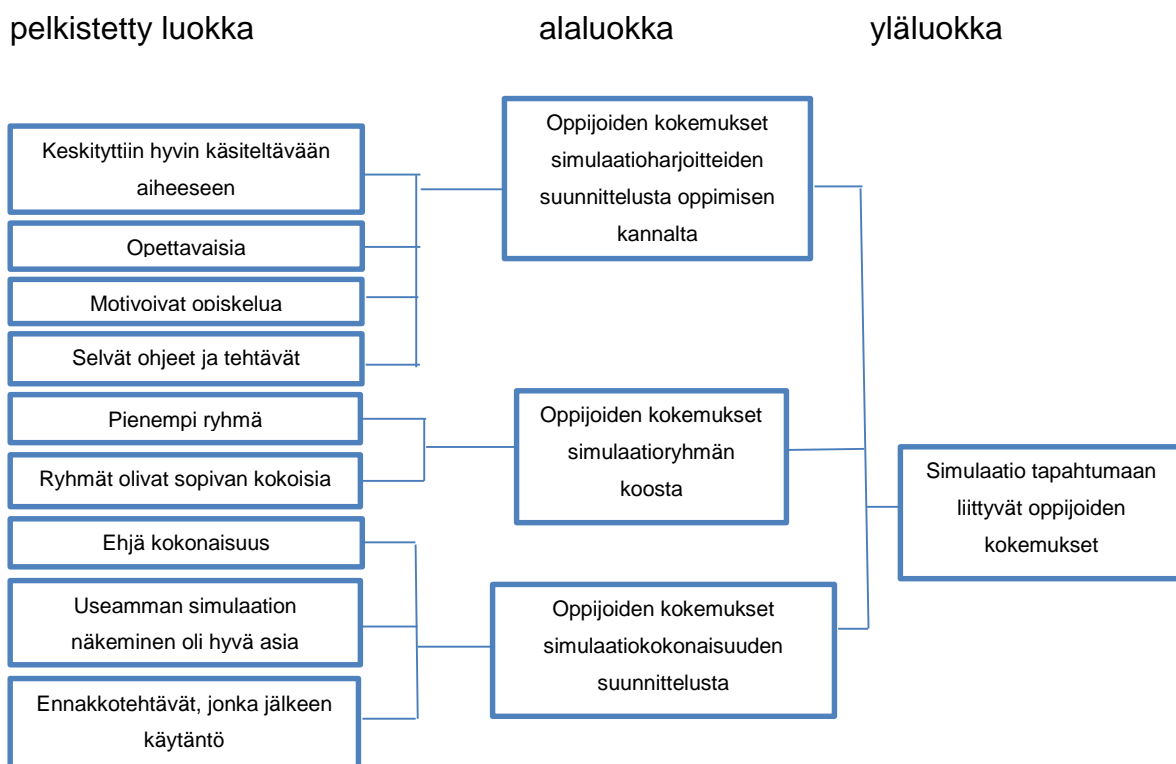 pelkistetty luokka
alaluokka
yläluokka
Keskityttiin hyvin käsiteltävään
aiheeseen
Opettavaisia
Motivoivat opiskelua
Selvät ohjeet ja tehtävät
Pienempi ryhmä
Ryhmät olivat sopivan kokoisia
Ehjä kokonaisuus
Useamman simulaation
näkeminen oli hyvä asia
Ennakkotehtävät, jonka jälkeen
käytäntö
Oppijoiden kokemukset
simulaatioharjoitteiden
suunnittelusta oppimisen
kannalta
Oppijoiden kokemukset
simulaatioryhmän
koosta
Oppijoiden kokemukset
simulaatiokokonaisuuden
suunnittelusta
Simulaatio tapahtumaan
liittyvät oppijoiden
kokemukset